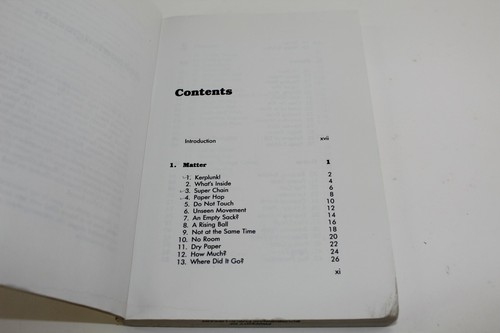 Contents
Introduction xvii
1. Matter 1
1. Kerplunk! 2
2. What's Inside 4
3. Super Chain 6
4. Paper Hop 8
5. Do Not Touch 10
6. Unseen Movement 12
7. An Empty Sack? 14
8. A Rising Ball 16
9. Not at the Same Time 18
10. No Room 20
11. Dry Paper 22
12. How Much? 24
13. Where Did It Go? 26
xi